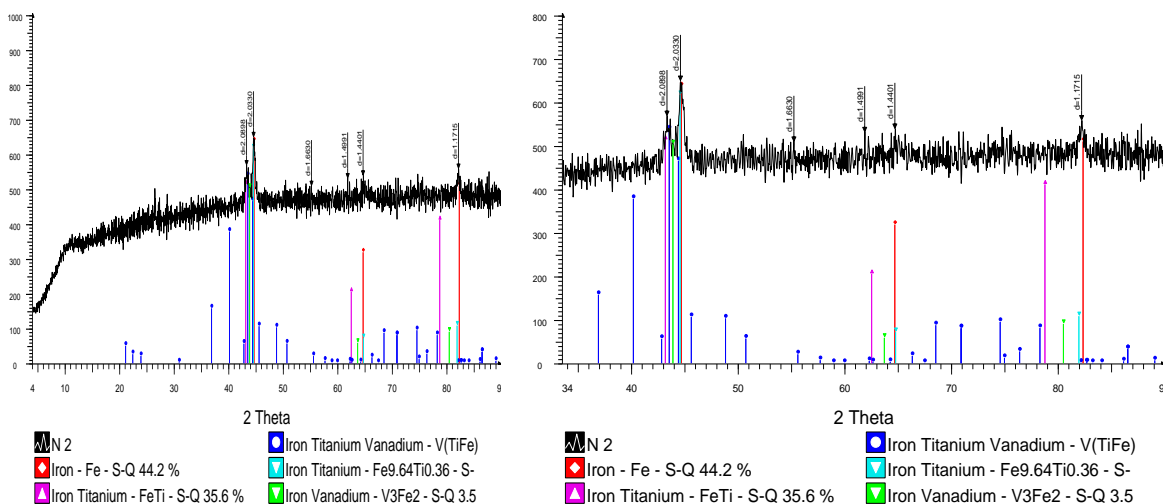 1000
900
800
700
600
500
400
300
200
100
0
d=2.0898
d=2.0330
d=1.6630
d=1.4991
d=1.4401
d=1.1715
4 10 20 30 40 50 60 70 80 9
2 Theta
N 2
Iron - Fe - S-Q 44.2 %
Iron Titanium - FeTi - S-Q 35.6 %
Iron Titanium Vanadium - V(TiFe)
Iron Titanium - Fe9.64Ti0.36 - S-
Iron Vanadium - V3Fe2 - S-Q 3.5
800
700
600
500
400
300
200
100
0
d=2.0898
d=2.0330
d=1.6630
d=1.4991
d=1.4401
d=1.1715
34 40 50 60 70 80 9
2 Theta
N 2
Iron - Fe - S-Q 44.2 %
Iron Titanium - FeTi - S-Q 35.6 %
Iron Titanium Vanadium - V(TiFe)
Iron Titanium - Fe9.64Ti0.36 - S-
Iron Vanadium - V3Fe2 - S-Q 3.5